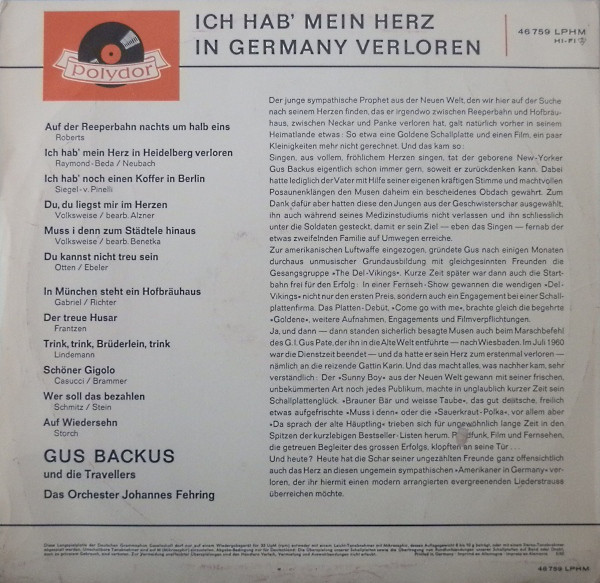 polydor
ICH HAB' MEIN HERZ
IN GERMANY VERLOREN
46 759 LPHM
HI-FI
Auf der Reeperbahn nachts um halb eins
Roberts
Ich hab' mein Herz in Heidelberg verloren
Raymond-Beda / Neubach
Ich hab' noch einen Koffer in Berlin
Siegel-v. Pinelli
Du, du liegst mir im Herzen
Volksweise / bearb. Alzner
Muss i denn zum Städtele hinaus
Volksweise / bearb. Benetka
Du kannst nicht treu sein
Otten / Ebeler
In München steht ein Hofbräuhaus
Gabriel / Richter
Der treue Husar
Frantzen
Trink, trink, Brüderlein, trink
Lindemann
Schöner Gigolo
Casucci / Brammer
Wer soll das bezahlen
Schmitz / Stein
Auf Wiedersehn
Storch
GUS BACKUS
und die Travellers
Das Orchester Johannes Fehring
Der junge sympathische Prophet aus der Neuen Welt, den wir hier auf der Suche
nach seinem Herzen finden, das er irgendwo zwischen Reeperbahn und Hofbräu-
haus, zwischen Neckar und Panke verloren hat, galt natürlich vorher in seinem
Heimatlande etwas: So etwa eine Goldene Schallplatte und einen Film, ein paar
Kleinigkeiten mehr nicht gerechnet. Und das kam so:
Singen, aus vollem, fröhlichem Herzen singen, tat der geborene New-Yorker
Gus Backus eigentlich schon immer gern, soweit er zurückdenken kann. Dabei
hatte lediglich der Vater mit Hilfe seiner eigenen kräftigen Stimme und machtvollen
Posaunenklängen den Musen daheim ein bescheidenes Obdach gewährt. Zum
Dank dafür aber hatten diese den Jungen aus der Geschwisterschar ausgewählt,
ihn auch während seines Medizinstudiums nicht verlassen und ihn schliesslich
unter die Soldaten gesteckt, damit er sein Ziel — eben das Singen — fernab der
etwas zweifelnden Familie auf Umwegen erreiche.
Zur amerikanischen Luftwaffe eingezogen, gründete Gus nach einigen Monaten
durchaus unmusischer Grundausbildung mit gleichgesinnten Freunden die
Gesangsgruppe »The Del-Vikings«. Kurze Zeit später war dann auch die Start-
bahn frei für den Erfolg: In einer Fernseh-Show gewannen die wendigen »Del-
Vikings« nicht nur den ersten Preis, sondern auch ein Engagement bei einer Schall-
plattenfirma. Das Platten-Debüt, »Come go with me«, brachte gleich die begehrte
»Goldene«, weitere Aufnahmen, Engagements und Filmverpflichtungen.
Ja, und dann — dann standen sicherlich besagte Musen auch beim Marschbefehl
des G.I. Gus Pate, der ihn in die Alte Welt entführte — nach Wiesbaden. Im Juli 1960
war die Dienstzeit beendet — und da hatte er sein Herz zum erstenmal verloren —
nämlich an die reizende Gattin Karin. Und das macht alles, was nachher kam, sehr
verständlich: Der »Sunny Boy« aus der Neuen Welt gewann mit seiner frischen,
unbekümmerten Art noch jedes Publikum, machte in unglaublich kurzer Zeit sein
Schallplattenglück. »Brauner Bär und weisse Taube«, das gut deutsche, freilich
etwas aufgefrischte »Muss i denn« oder die »Sauerkraut-Polka«, vor allem aber
»Da sprach der alte Häuptling« trieben sich für ungewöhnlich lange Zeit in den
Spitzen der kurzlebigen Bestseller-Listen herum. Rundfunk, Film und Fernsehen,
die getreuen Begleiter des grossen Erfolgs, klopften an seine Tür . . .
Und heute? Heute hat die Schar seiner ungezählten Freunde ganz offensichtlich
auch das Herz an diesen ungemein sympathischen »Amerikaner in Germany« ver-
loren, der ihr hiermit einen modern arrangierten evergreenenden Liederstrauss
überreichen möchte.
46 759 LPHM